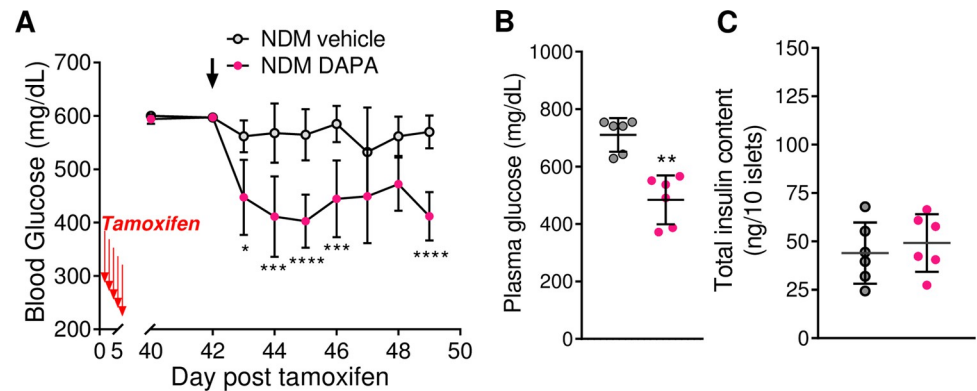 A
B
C
NDM vehicle
NDM DAPA
Blood Glucose (mg/dL)
700
600
500
400
300
200
Tamoxifen
*
***
****
***
****
0 5
40
42
44
46
48
50
Day post tamoxifen
Plasma glucose (mg/dL)
1000
800
600
400
200
0
**
Total insulin content
(ng/10 islets)
150
125
100
75
50
25
0